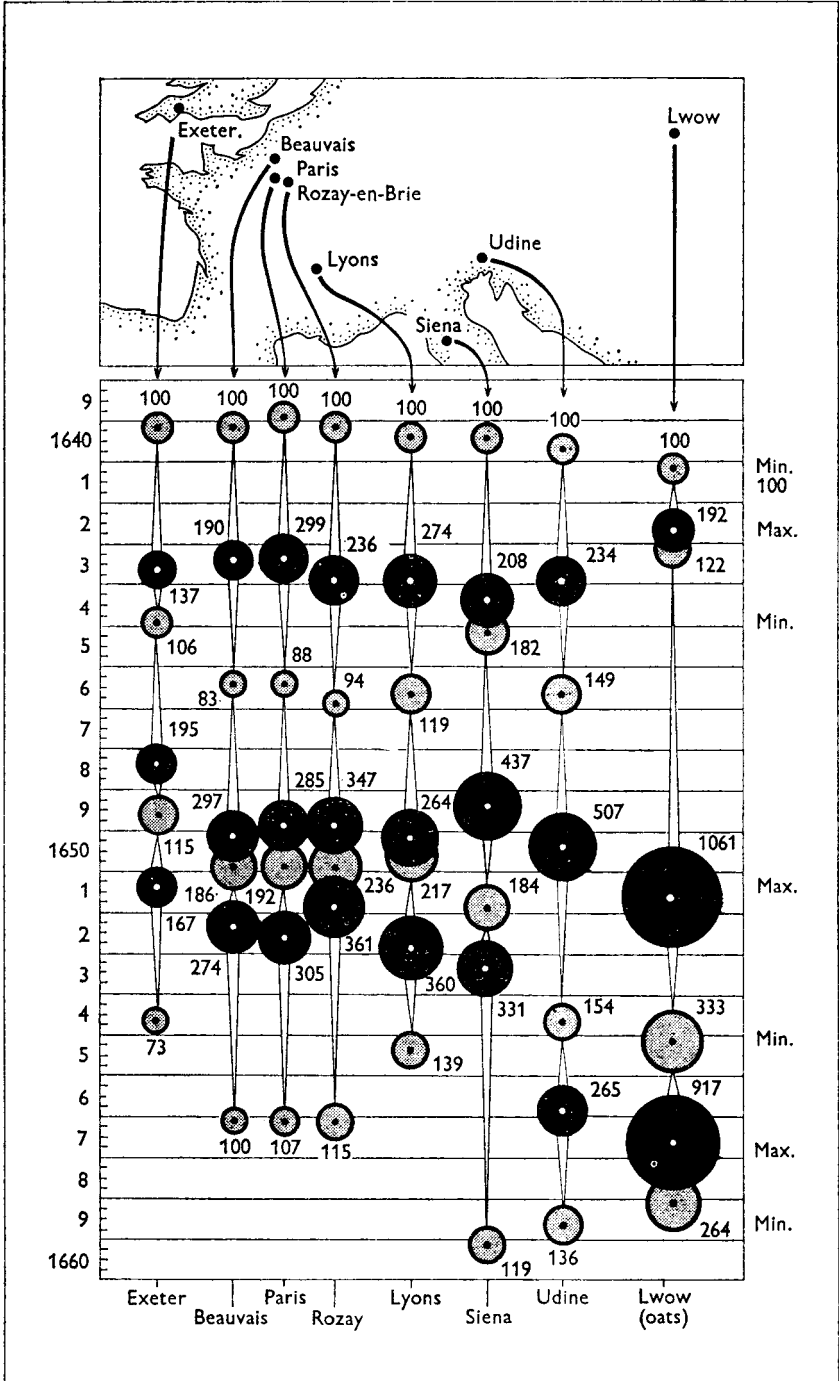 Exeter.
Lwow
Beauvais
Paris
Rozay-en-Brie
Udine
Lyons
Siena
9
100 100 100 100 100 100 100 100
1640
Min.
1
100
2
190 299 236 274 192
Max.
3
208 234 122
137
4
Min.
106
5
182
88
6
83 94 149
119
7
195 437
8
297 285 347 264
9
507
115
1650
1061
186 192 236 217 184
1
Max.
167
2
274 305 361
3
360 331
4
154 333
73
Min.
5
139
6
265 917
7
100 107 115
Max.
8
9
264
Min.
136
1660
119
Exeter Paris Lyons Udine Lwow
Beauvais Rozay Siena (oats)